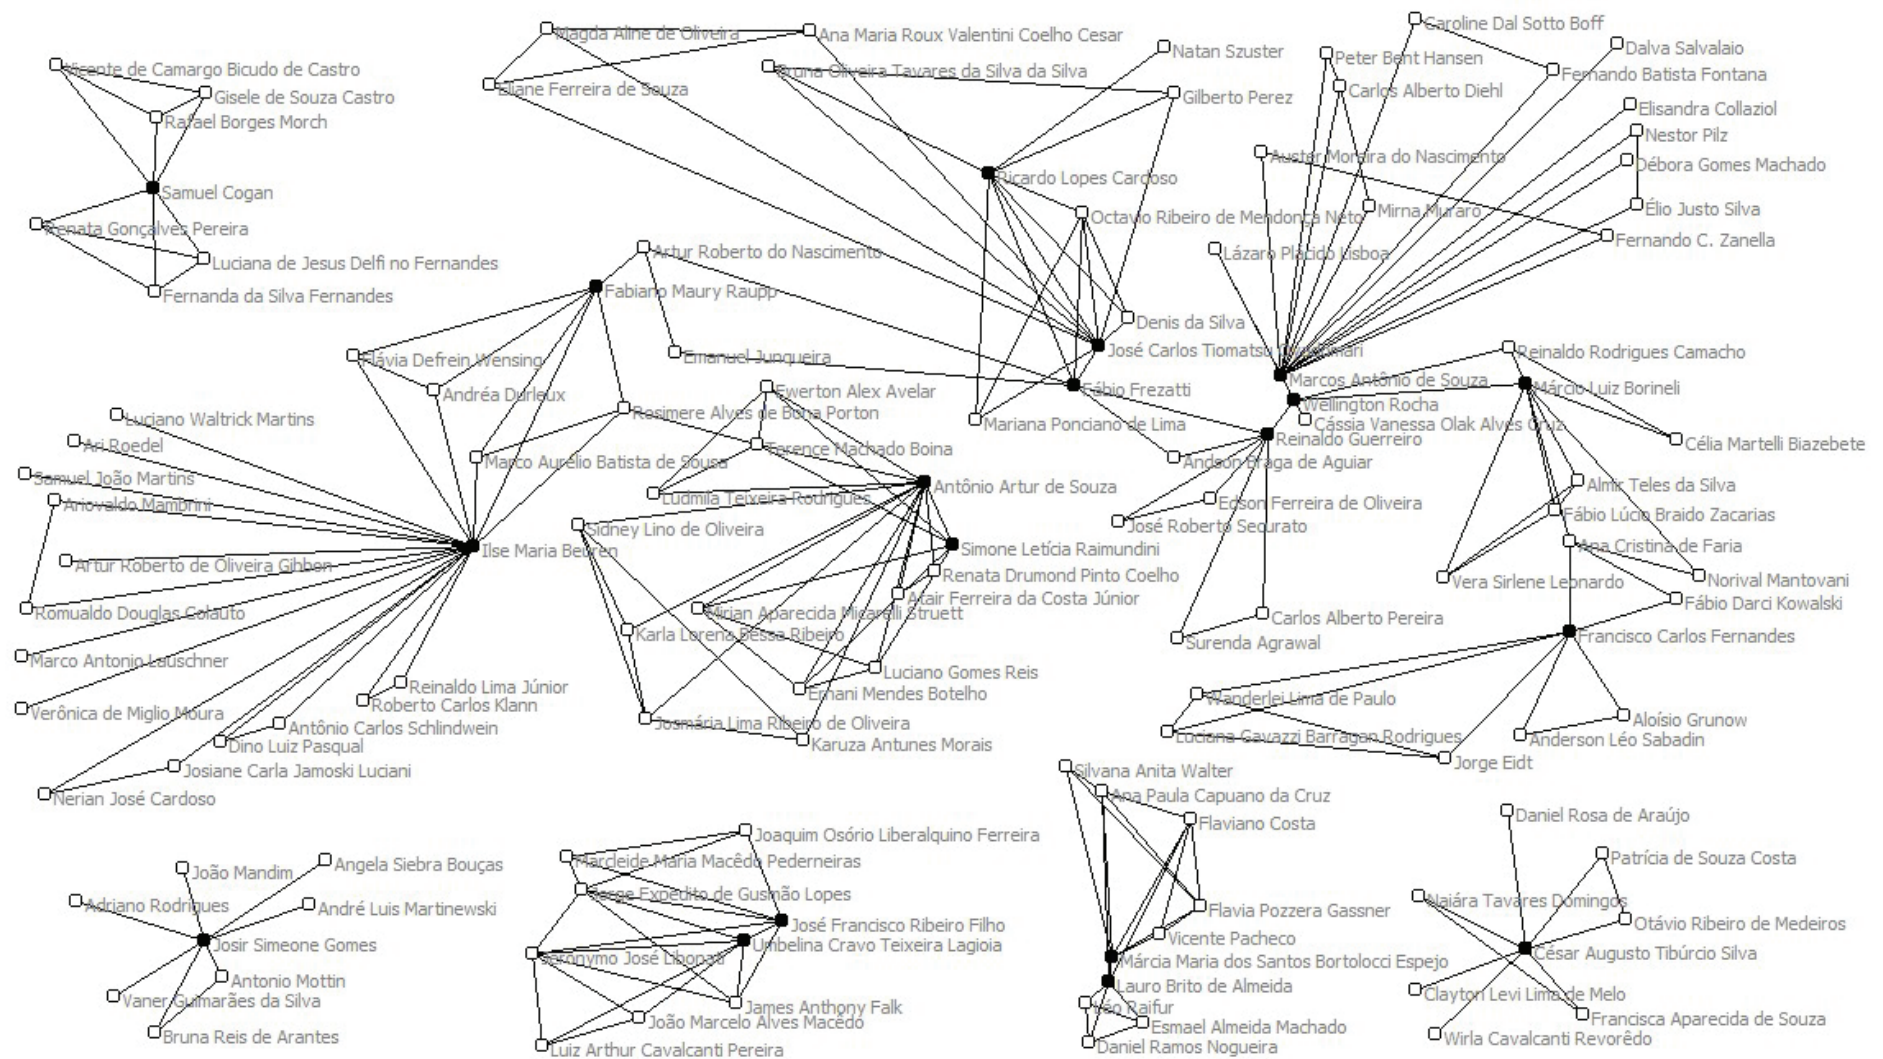 Caroline Dal Sotto Boff
Magda Aline de Oliveira
Ana Maria Roux Valentini Coelho Cesar
Natan Szuster
Dalva Salvalaio
Peter Bent Hansen
Vicente de Camargo Bicudo de Castro
Bruna Oliveira Tavares da Silva da Silva
Fernando Batista Fontana
Eliane Ferreira de Souza
Carlos Alberto Diehl
Gisele de Souza Castro
Gilberto Perez
Elisandra Collaziol
Rafael Borges Morch
Nestor Pilz
Auster Moreira do Nascimento
Débora Gomes Machado
Ricardo Lopes Cardoso
Samuel Cogan
Octavio Ribeiro de Mendonça Neto
Mirna Muraro
Élio Justo Silva
Renata Gonçalves Pereira
Fernando C. Zanella
Artur Roberto do Nascimento
Lázaro Plácido Lisboa
Luciana de Jesus Delfi no Fernandes
Fabiano Maury Raupp
Fernanda da Silva Fernandes
Denis da Silva
José Carlos Tiomatsu
Reinaldo Rodrigues Camacho
Emanuel Junqueira
Flávia Defrein Wensing
Marcos Antônio de Souza
Márcio Luiz Borineli
Fábio Frezatti
Ewerton Alex Avelar
Andréa Durleux
Wellington Rocha
Rosimere Alves de Bona Porton
Luciano Waltrick Martins
Mariana Ponciano de Lima
Cássia Vanessa Olak Alves Cruz
Reinaldo Guerreiro
Célia Martelli Biazebete
Ari Roedel
Terence Machado Boina
Marco Aurélio Batista de Sousa
Andson Braga de Aguiar
Samuel João Martins
Antônio Artur de Souza
Almir Teles da Silva
Ludmila Teixeira Rodrigues
Ariovaldo Mambrini
Edson Ferreira de Oliveira
Fábio Lúcio Braido Zacarias
José Roberto Securato
Sidney Lino de Oliveira
Ilse Maria Beuren
Simone Letícia Raimundini
Ana Cristina de Faria
Artur Roberto de Oliveira Gibbon
Renata Drumond Pinto Coelho
Vera Sirlene Leonardo
Norival Mantovani
Atair Ferreira da Costa Júnior
Fábio Darci Kowalski
Romualdo Douglas Colauto
Mirian Aparecida Micarelli Struett
Carlos Alberto Pereira
Karla Lorena Bessa Ribeiro
Surenda Agrawal
Francisco Carlos Fernandes
Marco Antonio Lauschner
Luciano Gomes Reis
Reinaldo Lima Júnior
Ernani Mendes Botelho
Wanderlei Lima de Paulo
Roberto Carlos Klann
Verônica de Miglio Moura
Josmária Lima Ribeiro de Oliveira
Aloísio Grunow
Antônio Carlos Schlindwein
Luciana Gavazzi Barragan Rodrigues
Anderson Léo Sabadin
Dino Luiz Pasqual
Karuza Antunes Morais
Jorge Eidt
Josiane Carla Jamoski Luciani
Silvana Anita Walter
Nerian José Cardoso
Ana Paula Capuano da Cruz
Daniel Rosa de Araújo
Flaviano Costa
Joaquim Osório Liberalquino Ferreira
Patrícia de Souza Costa
Marcleide Maria Macêdo Pederneiras
Angela Siebra Bouças
João Mandim
Jorge Expedito de Gusmão Lopes
Naiára Tavares Domingos
Adriano Rodrigues
André Luis Martinewski
Flavia Pozzera Gassner
José Francisco Ribeiro Filho
Otávio Ribeiro de Medeiros
Vicente Pacheco
Josir Simeone Gomes
Umbelina Cravo Teixeira Lagioia
César Augusto Tibúrcio Silva
Jeronymo José Libonati
Márcia Maria dos Santos Bortolocci Espejo
Antonio Mottin
Lauro Brito de Almeida
Clayton Levi Lima de Melo
Vaner Guimarães da Silva
James Anthony Falk
Léo Raifur
João Marcelo Alves Macêdo
Francisca Aparecida de Souza
Esmael Almeida Machado
Bruna Reis de Arantes
Wirla Cavalcanti Revorêdo
Luiz Arthur Cavalcanti Pereira
Daniel Ramos Nogueira